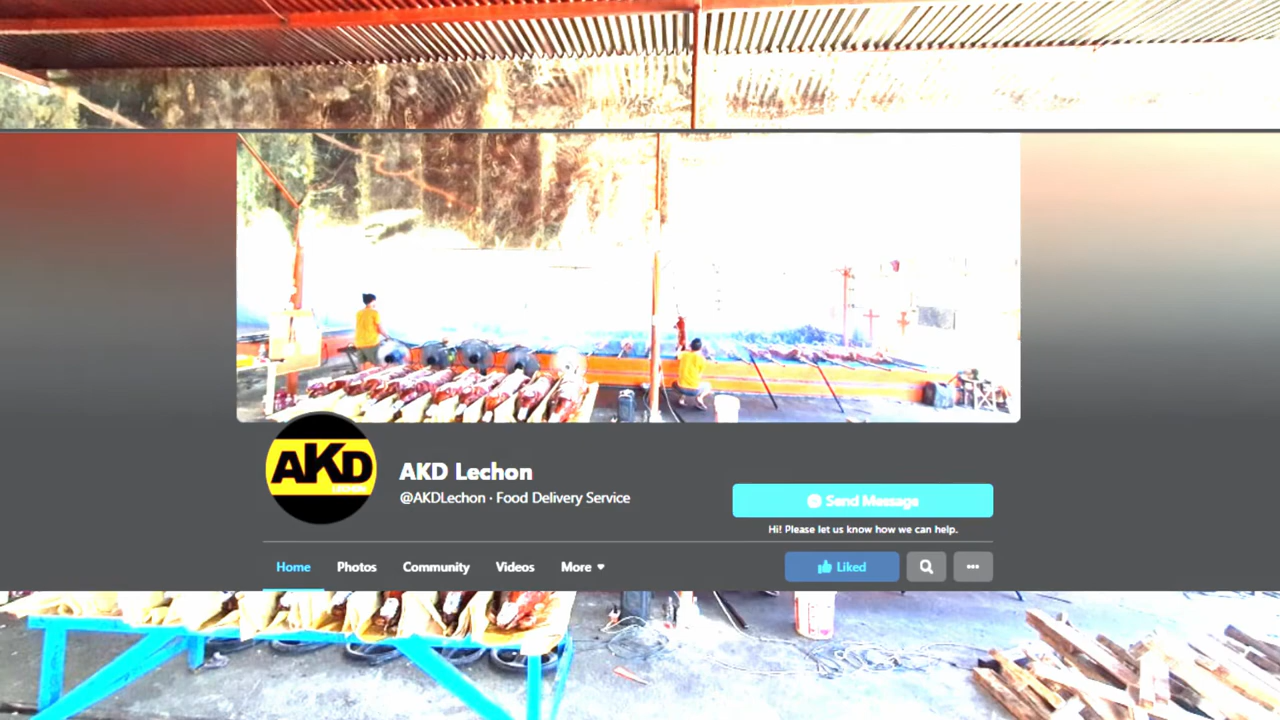 AKD
AKD Lechon
@AKDLechon · Food Delivery Service
Send Message
Hi! Please let us know how we can help.
Home Photos Community Videos More
Liked